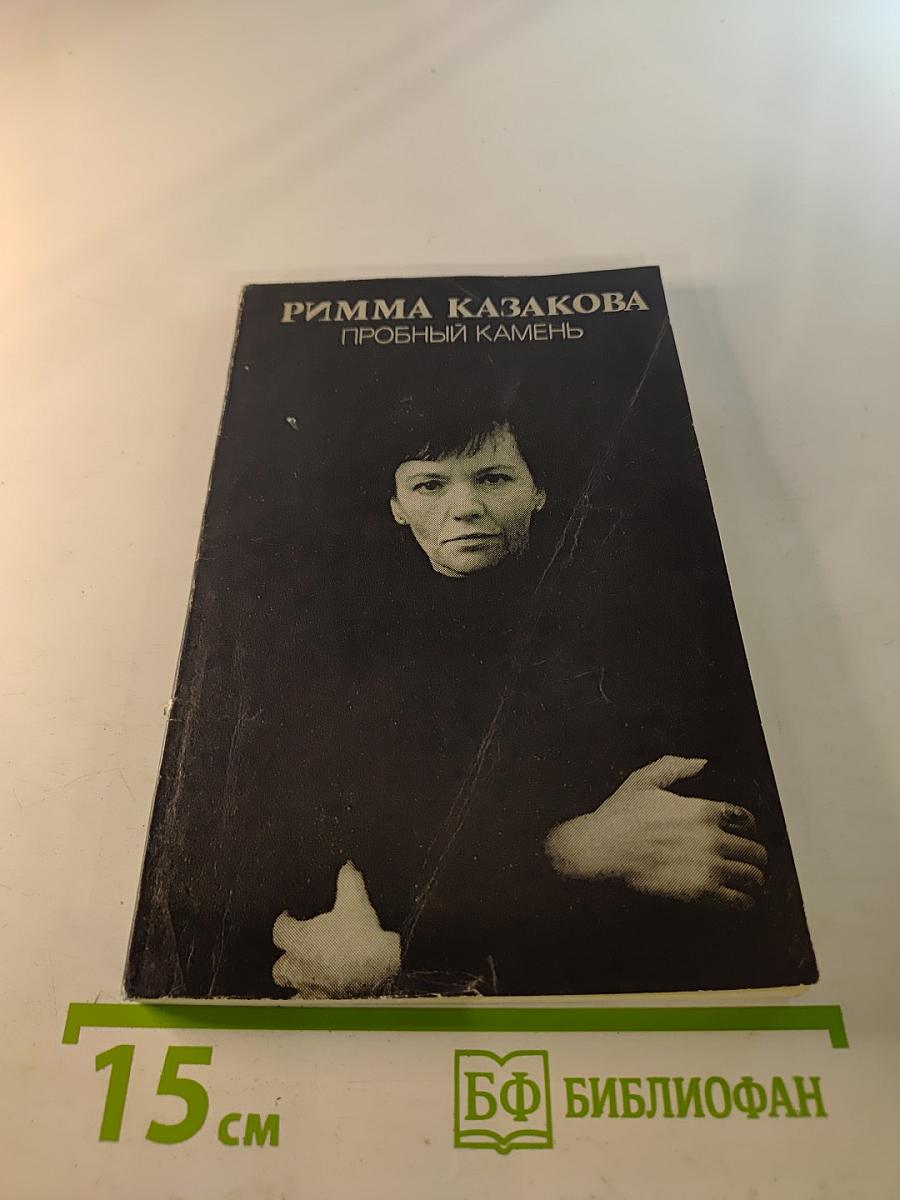 РИММА КАЗАКОВА
ПРОБНЫЙ КАМЕНЬ
15 см
БФ БИБЛИОФАН